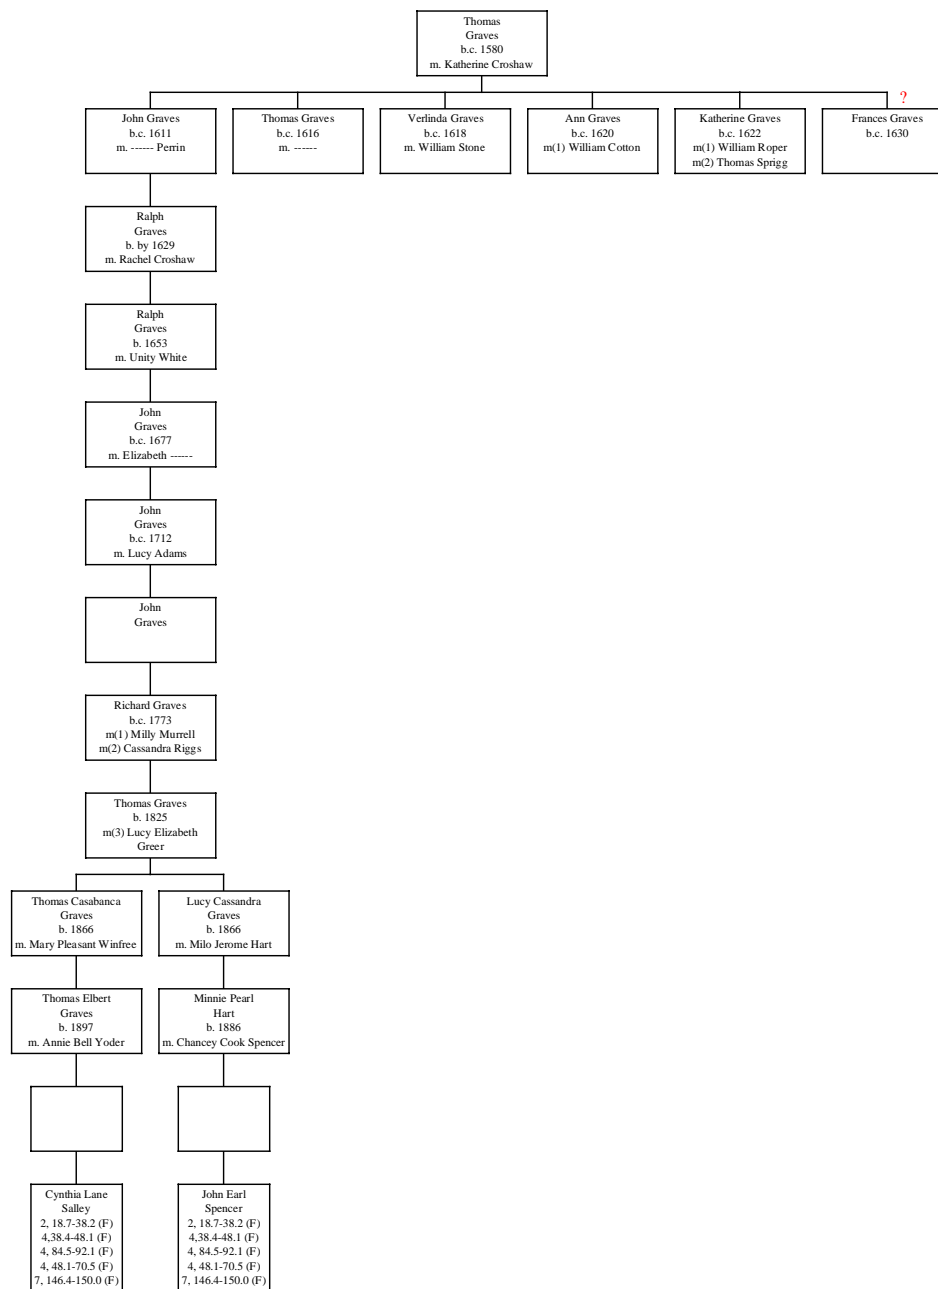 Thomas
Graves
b.c. 1580
m. Katherine Croshaw
?
John Graves
b.c. 1611
m. ------ Perrin
Thomas Graves
b.c. 1616
m. ------
Verlinda Graves
b.c. 1618
m. William Stone
Ann Graves
b.c. 1620
m(1) William Cotton
Katherine Graves
b.c. 1622
m(1) William Roper
m(2) Thomas Sprigg
Frances Graves
b.c. 1630
Ralph
Graves
b. by 1629
m. Rachel Croshaw
Ralph
Graves
b. 1653
m. Unity White
John
Graves
b.c. 1677
m. Elizabeth ------
John
Graves
b.c. 1712
m. Lucy Adams
John
Graves
Richard Graves
b.c. 1773
m(1) Milly Murrell
m(2) Cassandra Riggs
Thomas Graves
b. 1825
m(3) Lucy Elizabeth
Greer
Thomas Casabanca
Graves
b. 1866
m. Mary Pleasant Winfree
Lucy Cassandra
Graves
b. 1866
m. Milo Jerome Hart
Thomas Elbert
Graves
b. 1897
m. Annie Bell Yoder
Minnie Pearl
Hart
b. 1886
m. Chancey Cook Spencer
Cynthia Lane
Salley
2, 18.7-38.2 (F)
4,38.4-48.1 (F)
4, 84.5-92.1 (F)
4, 48.1-70.5 (F)
7, 146.4-150.0 (F)
John Earl
Spencer
2, 18.7-38.2 (F)
4,38.4-48.1 (F)
4, 84.5-92.1 (F)
4, 48.1-70.5 (F)
7, 146.4-150.0 (F)